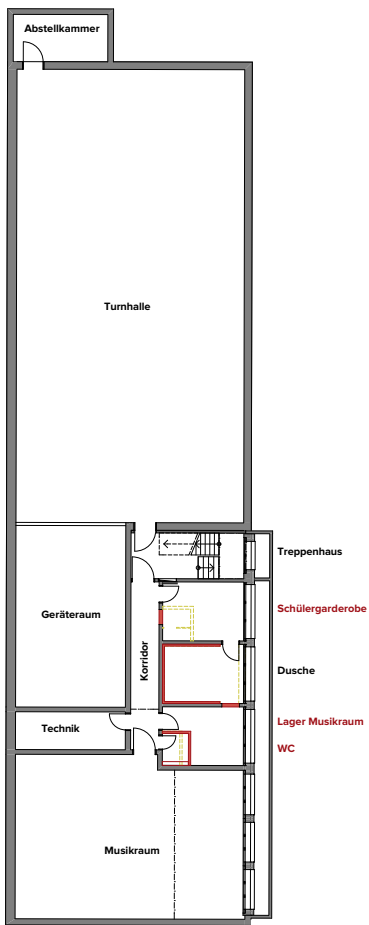 Abstellkammer
Turnhalle
Treppenhaus
Schülergarderobe
Geräteraum
Korridor
Dusche
Lager Musikraum
Technik
WC
Musikraum